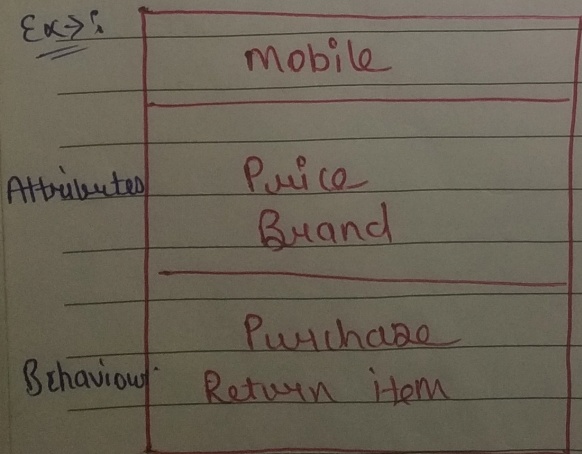 Ex→:
Mobile
Attributes
Price
Brand
Purchase
Behaviour
Return item